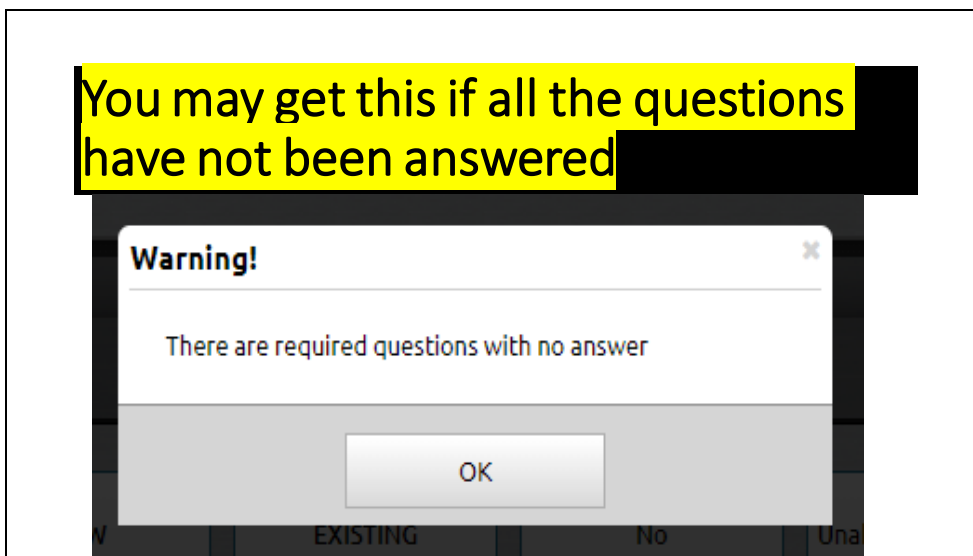 You may get this if all the questions
have not been answered
Warning!
There are required questions with no answer
OK
EXISTING
No